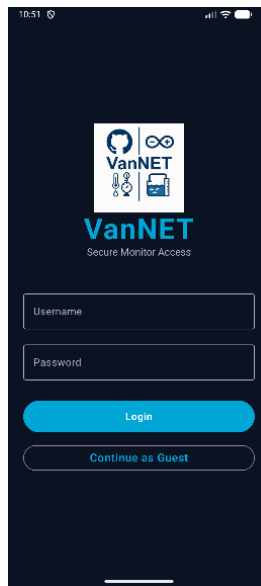 10:51
VanNET
VanNET
Secure Monitor Access
Username
Password
Login
Continue as Guest